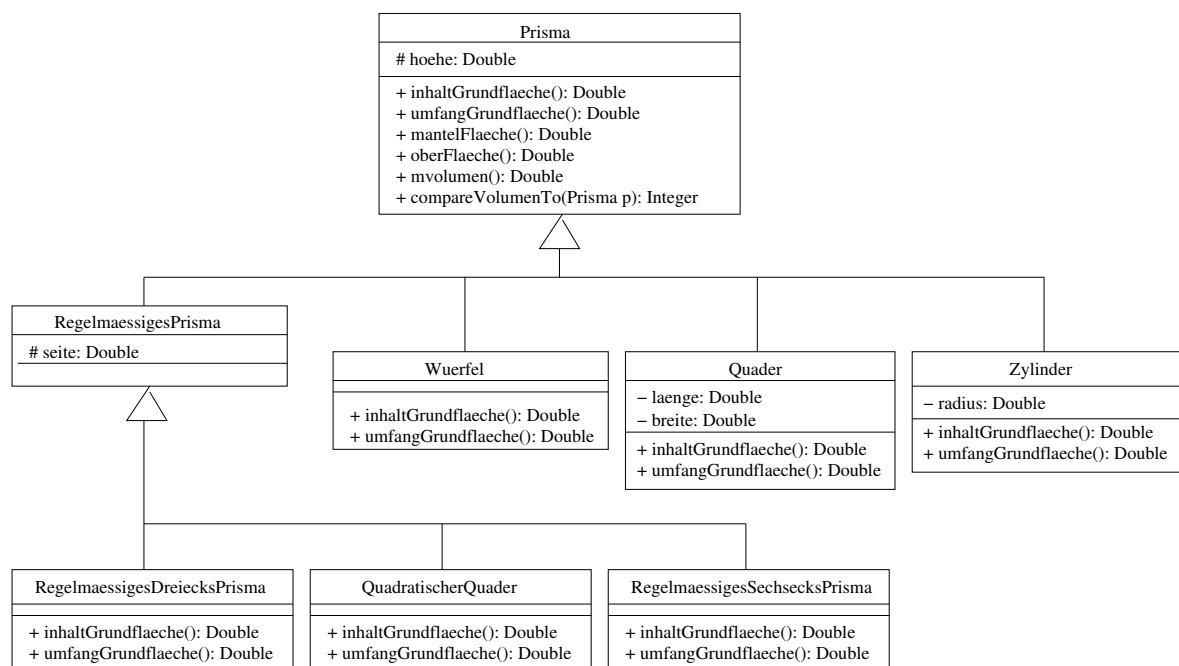 Prisma
# hoehe: Double
+ inhaltGrundflaeche(): Double
+ umfangGrundflaeche(): Double
+ mantelFlaeche(): Double
+ oberFlaeche(): Double
+ mvolumen(): Double
+ compareVolumenTo(Prisma p): Integer
RegelmaessigesPrisma
# seite: Double
Wuerfel
+ inhaltGrundflaeche(): Double
+ umfangGrundflaeche(): Double
Quader
− laenge: Double
− breite: Double
+ inhaltGrundflaeche(): Double
+ umfangGrundflaeche(): Double
Zylinder
− radius: Double
+ inhaltGrundflaeche(): Double
+ umfangGrundflaeche(): Double
RegelmaessigesDreiecksPrisma
+ inhaltGrundflaeche(): Double
+ umfangGrundflaeche(): Double
QuadratischerQuader
+ inhaltGrundflaeche(): Double
+ umfangGrundflaeche(): Double
RegelmaessigesSechsecksPrisma
+ inhaltGrundflaeche(): Double
+ umfangGrundflaeche(): Double